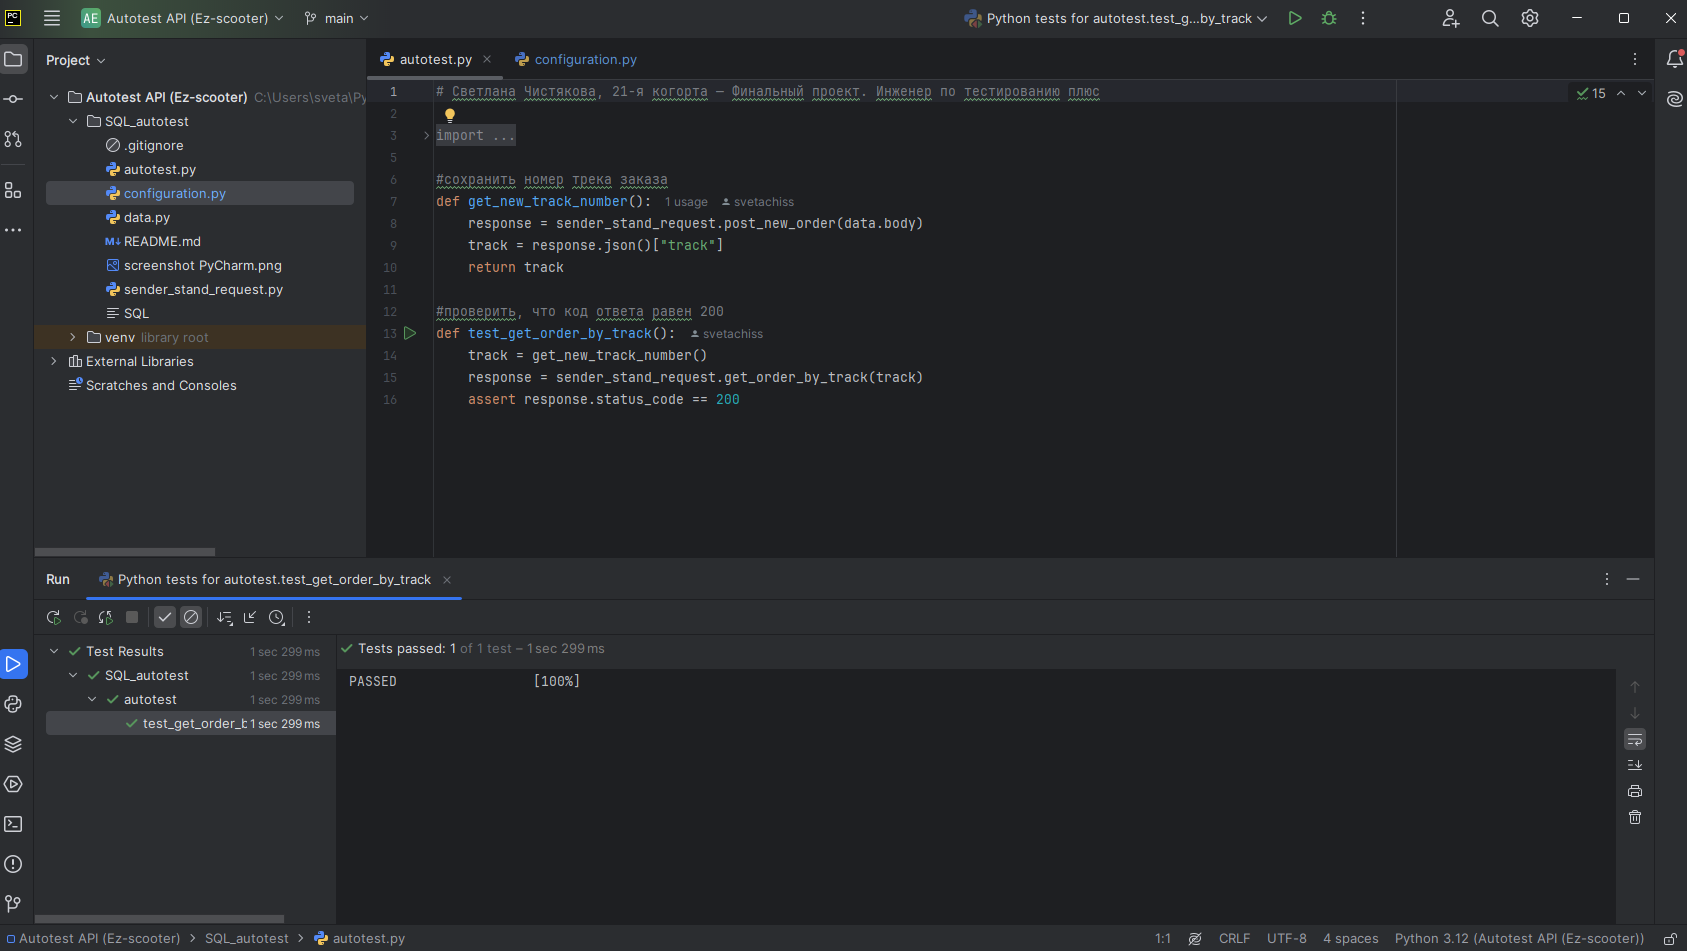 AE Autotest API (Ez-scooter) main Python tests for autotest.test_g...by_track
Project
autotest.py configuration.py
Autotest API (Ez-scooter) C:\Users\sveta\Py
SQL_autotest
.gitignore
autotest.py
configuration.py
data.py
README.md
screenshot PyCharm.png
sender_stand_request.py
SQL
venv library root
External Libraries
Scratches and Consoles
1 # Светлана Чистякова, 21-я когорта — Финальный проект. Инженер по тестированию плюс
15
2
3 import ...
5
6 #сохранить номер трека заказа
7 def get_new_track_number(): 1 usage svetachiss
8 response = sender_stand_request.post_new_order(data.body)
9 track = response.json()["track"]
10 return track
11
12 #проверить, что код ответа равен 200
13 def test_get_order_by_track(): svetachiss
14 track = get_new_track_number()
15 response = sender_stand_request.get_order_by_track(track)
16 assert response.status_code == 200
Run Python tests for autotest.test_get_order_by_track
Test Results 1 sec 299 ms
SQL_autotest 1 sec 299 ms
autotest 1 sec 299 ms
test_get_order_b 1 sec 299 ms
Tests passed: 1 of 1 test – 1 sec 299 ms
PASSED [100%]
Autotest API (Ez-scooter) > SQL_autotest > autotest.py 1:1 CRLF UTF-8 4 spaces Python 3.12 (Autotest API (Ez-scooter))